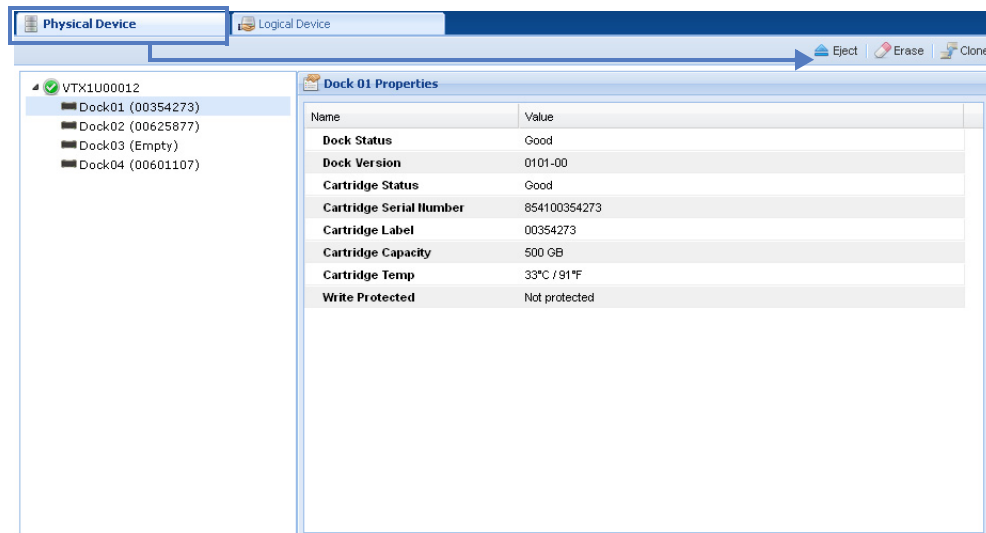 Physical Device
Logical Device
Eject
Erase
Clone
VTX1U00012
Dock01 (00354273)
Dock02 (00625877)
Dock03 (Empty)
Dock04 (00601107)
Dock 01 Properties
Name Value
Dock Status Good
Dock Version 0101-00
Cartridge Status Good
Cartridge Serial Number 854100354273
Cartridge Label 00354273
Cartridge Capacity 500 GB
Cartridge Temp 33°C / 91°F
Write Protected Not protected